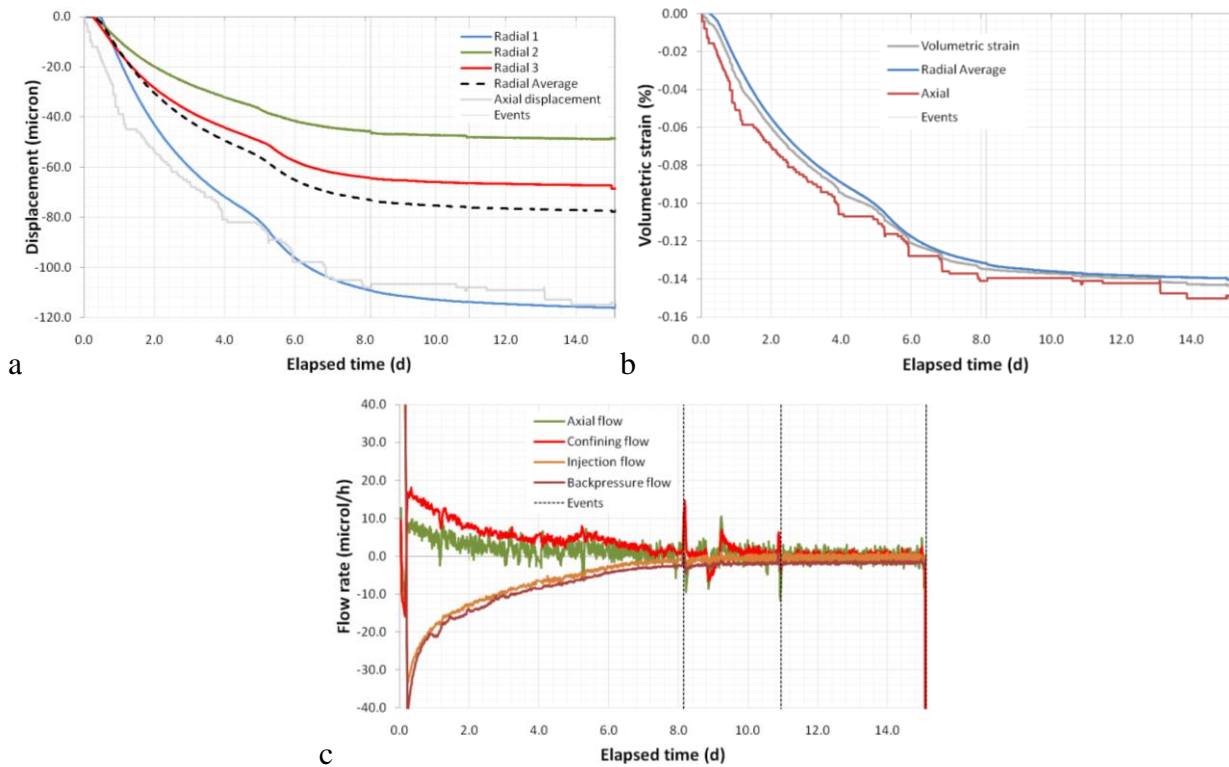 0.0
-20.0
-40.0
-60.0
-80.0
-100.0
-120.0
Displacement (micron)
Radial 1
Radial 2
Radial 3
Radial Average
Axial displacement
Events
0.0 2.0 4.0 6.0 8.0 10.0 12.0 14.0
Elapsed time (d)
a
0.00
-0.02
-0.04
-0.06
-0.08
-0.10
-0.12
-0.14
-0.16
Volumetric strain (%)
Volumetric strain
Radial Average
Axial
Events
0.0 2.0 4.0 6.0 8.0 10.0 12.0 14.0
Elapsed time (d)
b
40.0
30.0
20.0
10.0
0.0
-10.0
-20.0
-30.0
-40.0
Flow rate (microl/h)
Axial flow
Confining flow
Injection flow
Backpressure flow
Events
0.0 2.0 4.0 6.0 8.0 10.0 12.0 14.0
Elapsed time (d)
c